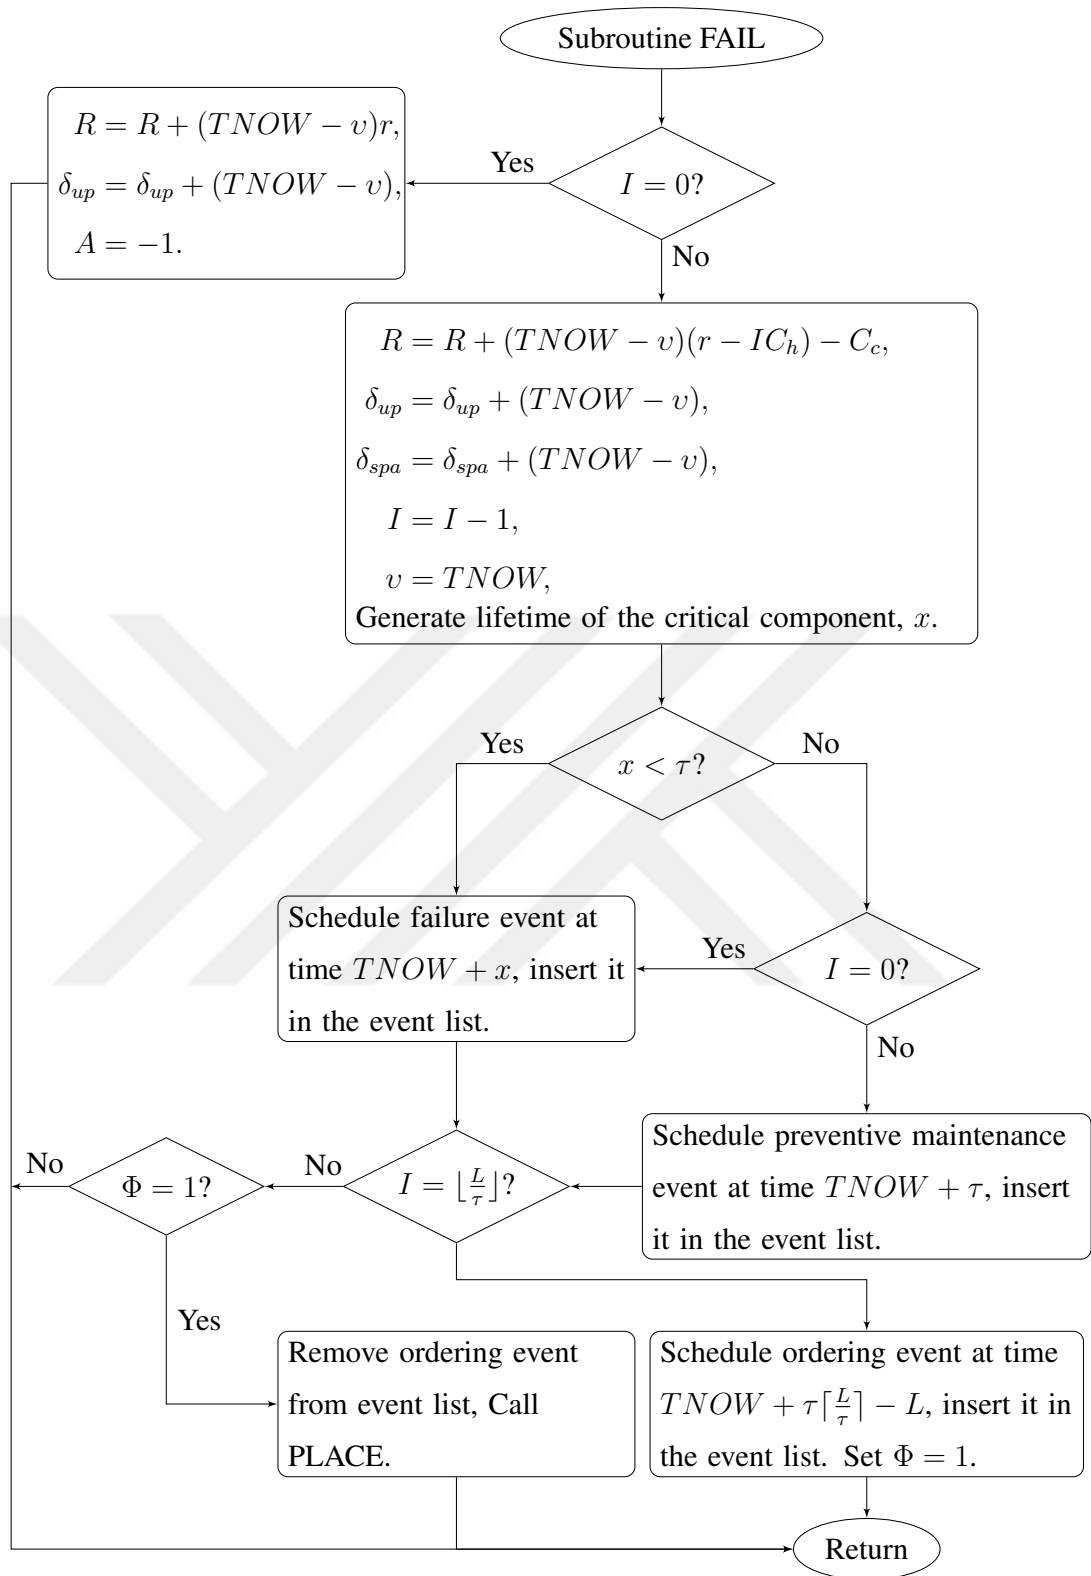 Subroutine FAIL
R = R + (TNOW − υ)r,
δ_up = δ_up + (TNOW − υ),
A = −1.
Yes
I = 0?
No
R = R + (TNOW − υ)(r − IC_h) − C_c,
δ_up = δ_up + (TNOW − υ),
δ_spa = δ_spa + (TNOW − υ),
I = I − 1,
υ = TNOW,
Generate lifetime of the critical component, x.
Yes
x < τ?
No
Schedule failure event at
time TNOW + x, insert it
in the event list.
Yes
I = 0?
No
No
Φ = 1?
No
I = ⌊L/τ⌋?
Schedule preventive maintenance
event at time TNOW + τ, insert
it in the event list.
Yes
Remove ordering event
from event list, Call
PLACE.
Schedule ordering event at time
TNOW + τ⌈L/τ⌉ − L, insert it in
the event list. Set Φ = 1.
Return